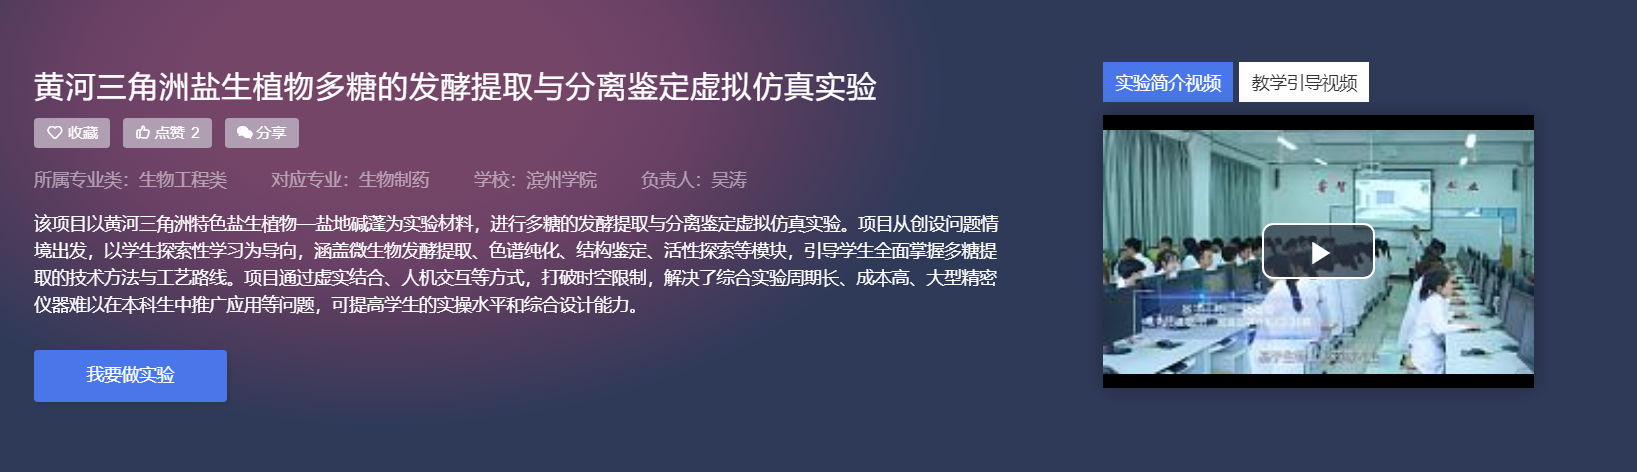 黄河三角洲盐生植物多糖的发酵提取与分离鉴定虚拟仿真实验
收藏 点赞 2 分享
所属专业类：生物工程类 对应专业：生物制药 学校：滨州学院 负责人：吴涛
该项目以黄河三角洲特色盐生植物—盐地碱蓬为实验材料，进行多糖的发酵提取与分离鉴定虚拟仿真实验。项目从创设问题情
境出发，以学生探索性学习为导向，涵盖微生物发酵提取、色谱纯化、结构鉴定、活性探索等模块，引导学生全面掌握多糖提
取的技术方法与工艺路线。项目通过虚实结合、人机交互等方式，打破时空限制，解决了综合实验周期长、成本高、大型精密
仪器难以在本科生中推广应用等问题，可提高学生的实操水平和综合设计能力。
我要做实验
实验简介视频 教学引导视频